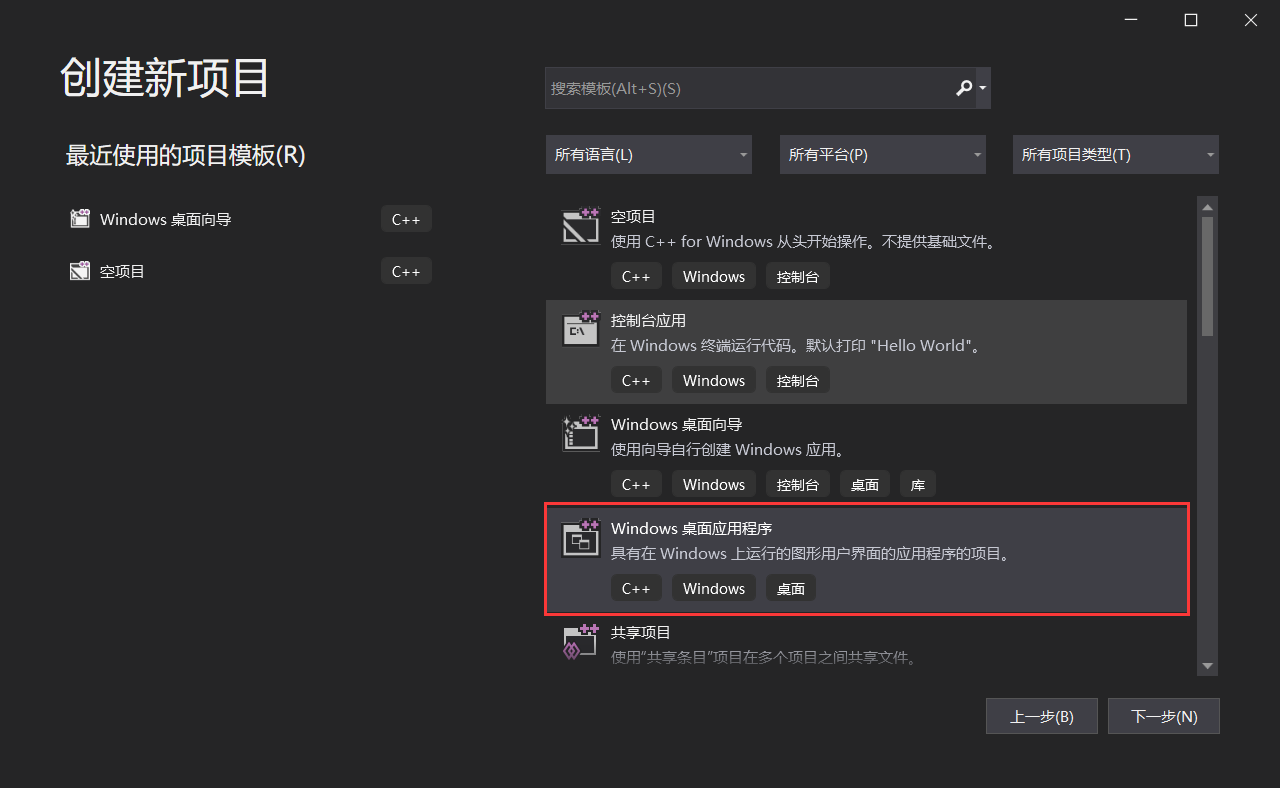 创建新项目
搜索模板(Alt+S)(S)
最近使用的项目模板(R)
所有语言(L) 所有平台(P) 所有项目类型(T)
Windows 桌面向导 C++
空项目 C++
空项目
使用 C++ for Windows 从头开始操作。不提供基础文件。
C++ Windows 控制台
C:\
控制台应用
在 Windows 终端运行代码。默认打印 "Hello World"。
C++ Windows 控制台
Windows 桌面向导
使用向导自行创建 Windows 应用。
C++ Windows 控制台 桌面 库
Windows 桌面应用程序
具有在 Windows 上运行的图形用户界面的应用程序的项目。
C++ Windows 桌面
共享项目
使用“共享条目”项目在多个项目之间共享文件。
上一步(B) 下一步(N)